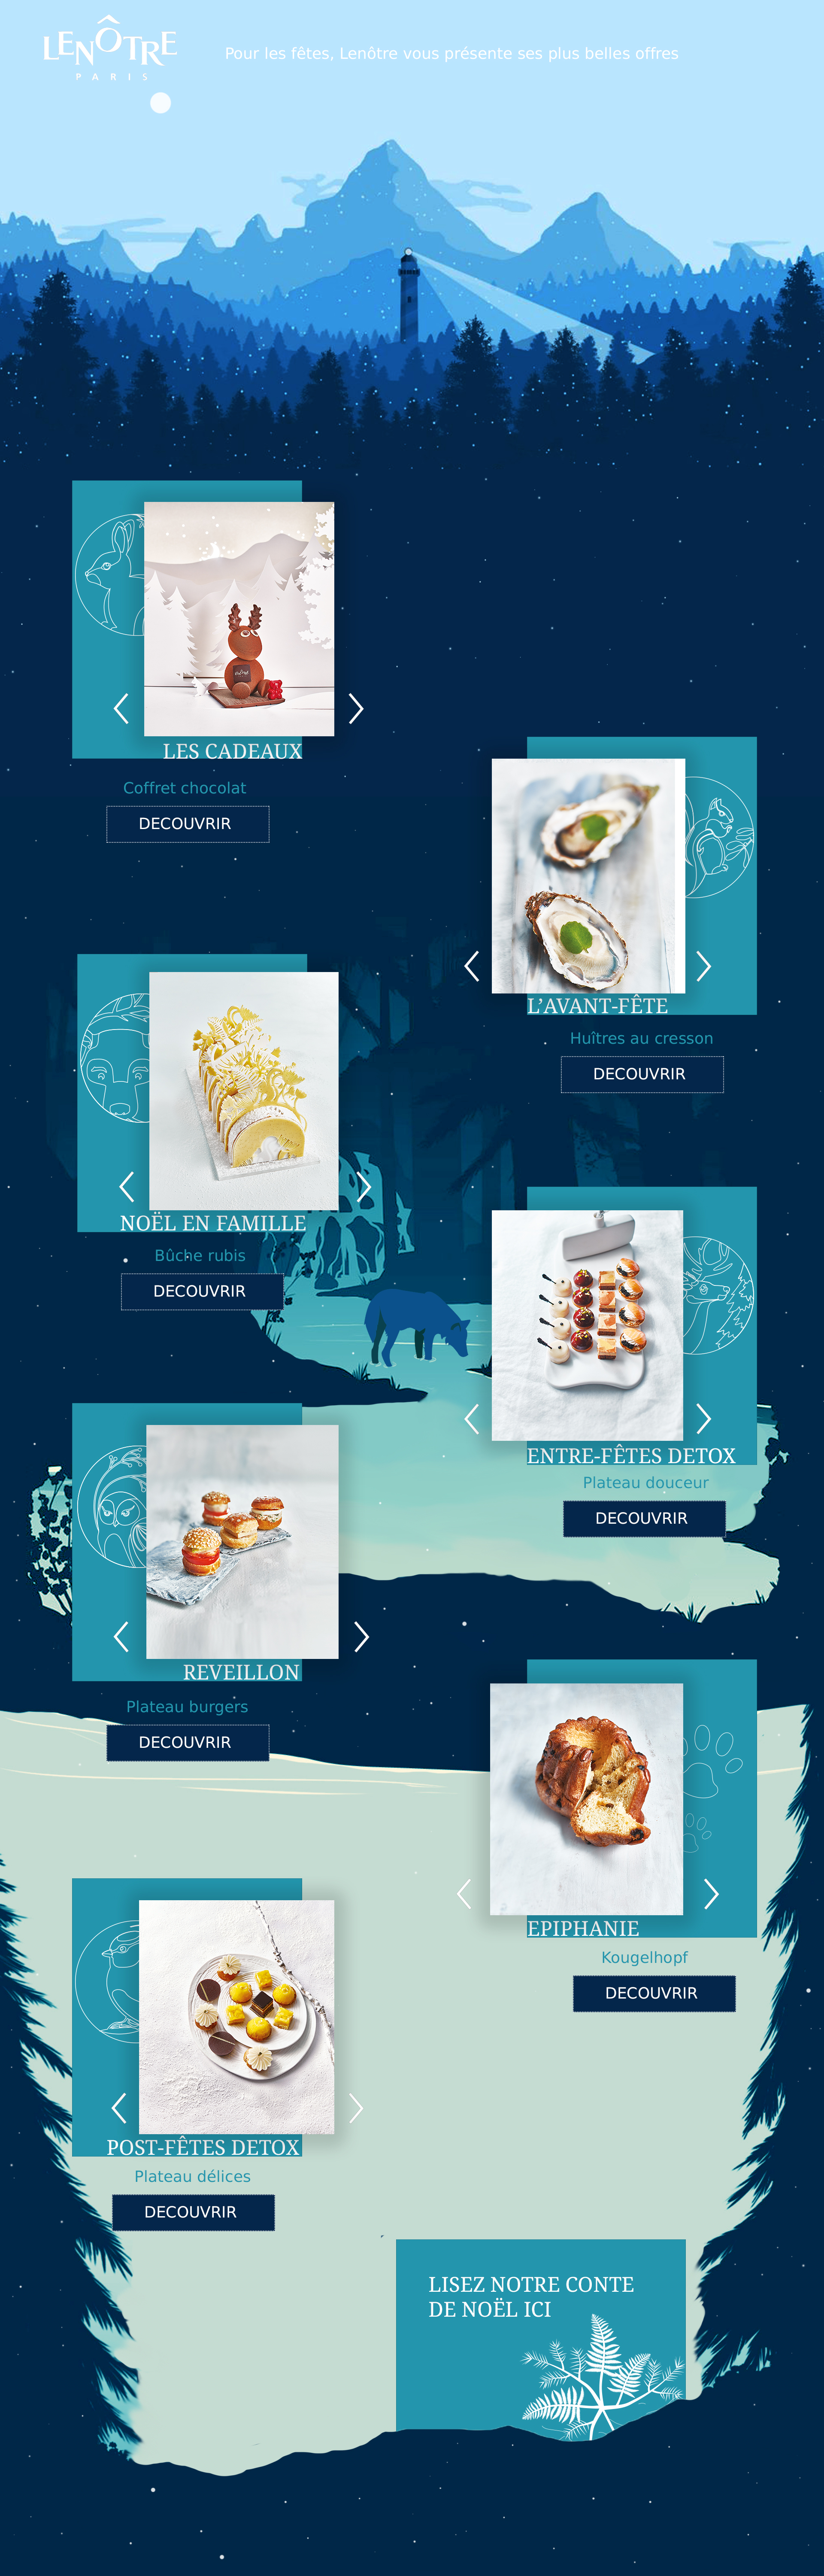 LENÔTRE
PARIS
Pour les fêtes, Lenôtre vous présente ses plus belles offres
LES CADEAUX
Coffret chocolat
DECOUVRIR
L’AVANT-FÊTE
Huîtres au cresson
DECOUVRIR
NOËL EN FAMILLE
Bûche rubis
DECOUVRIR
ENTRE-FÊTES DETOX
Plateau douceur
DECOUVRIR
REVEILLON
Plateau burgers
DECOUVRIR
EPIPHANIE
Kougelhopf
DECOUVRIR
POST-FÊTES DETOX
Plateau délices
DECOUVRIR
LISEZ NOTRE CONTE
DE NOËL ICI